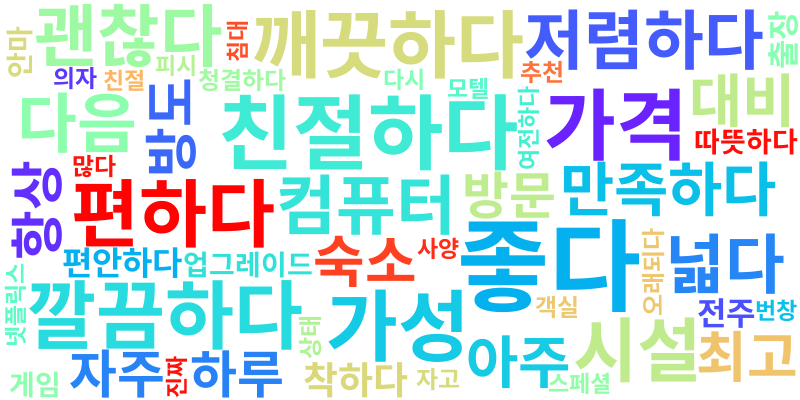 안마
괜찮다
침대
깨끗하다
저렴하다
출장
의자
친절
피시
청결하다
다시
모텔
추천
다음
방도
친절하다
여전하다
가격
대비
따뜻하다
많다
항상
편하다
컴퓨터
방문
만족하다
편안하다
업그레이드
숙소
사양
좋다
오래되다
넓다
넷플릭스
깔끔하다
상태
가성
객실
전주
번창
게임
자주
진짜
하루
착하다
자고
아주
스페셜
시설
최고